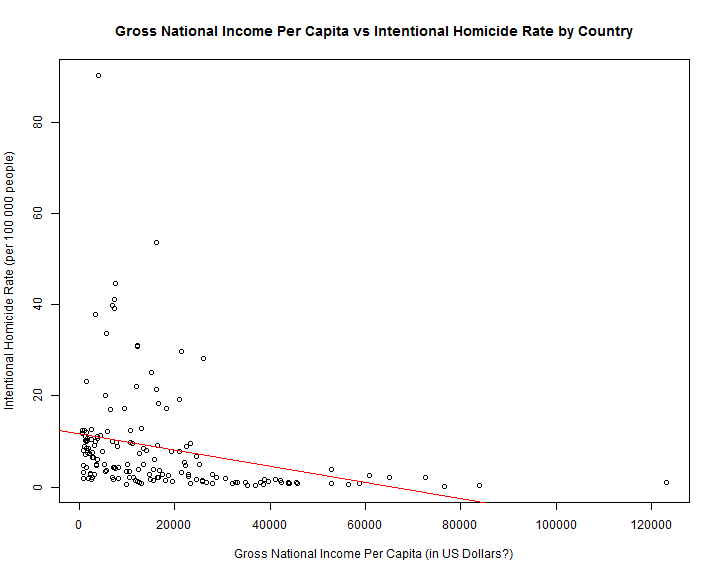 Gross National Income Per Capita vs Intentional Homicide Rate by Country
Intentional Homicide Rate (per 100 000 people)
80
60
40
20
0
0 20000 40000 60000 80000 100000 120000
Gross National Income Per Capita (in US Dollars?)